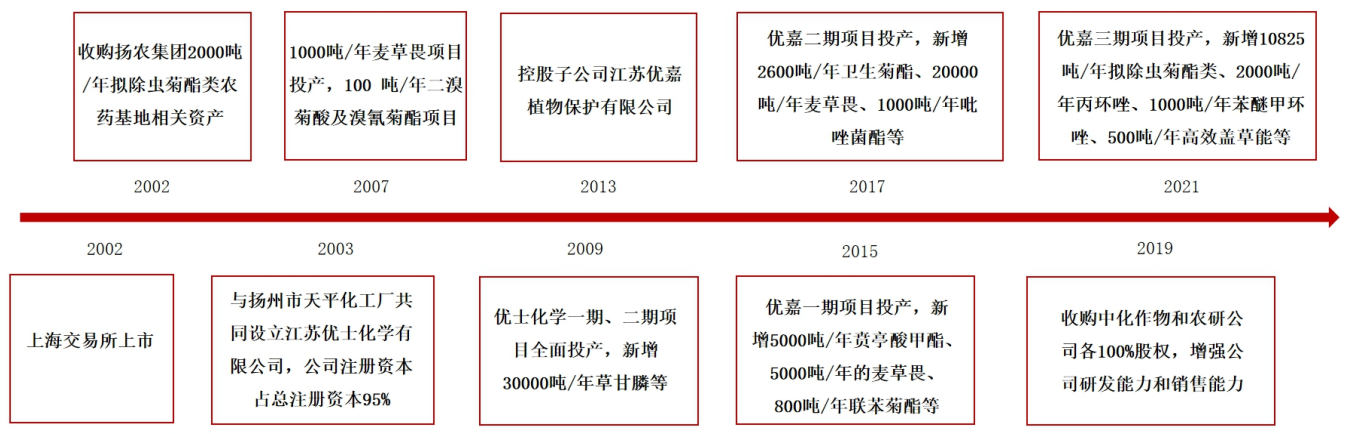 收购扬农集团2000吨
/年拟除虫菊酯类农
药基地相关资产
1000吨/年麦草畏项目
投产，100 吨/年二溴
菊酸及溴氰菊酯项目
控股子公司江苏优嘉
植物保护有限公司
优嘉二期项目投产，新增
2600吨/年卫生菊酯、20000
吨/年麦草畏、1000吨/年吡
唑菌酯等
优嘉三期项目投产，新增10825
吨/年拟除虫菊酯类、2000吨/
年丙环唑、1000吨/年苯醚甲环
唑、500吨/年高效盖草能等
2002
2007
2013
2017
2021
2002
2003
2009
2015
2019
上海交易所上市
与扬州市天平化工厂共
同设立江苏优士化学有
限公司，公司注册资本
占总注册资本95%
优士化学一期、二期项
目全面投产，新增
30000吨/年草甘膦等
优嘉一期项目投产，新
增5000吨/年贲亭酸甲酯、
5000吨/年的麦草畏、
800吨/年联苯菊酯等
收购中化作物和农研公
司各100%股权，增强公
司研发能力和销售能力